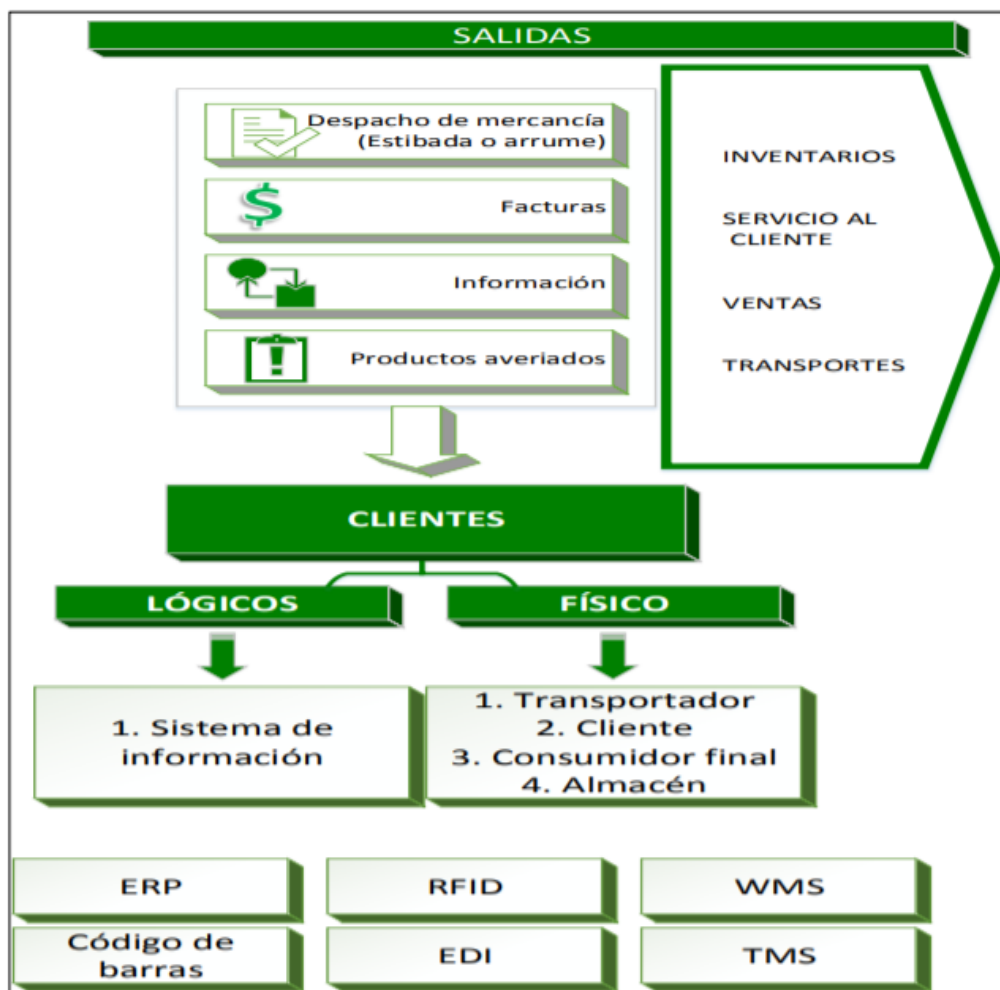 SALIDAS
Despacho de mercancía
(Estibada o arrume)
Facturas
Información
Productos averiados
INVENTARIOS
SERVICIO AL
CLIENTE
VENTAS
TRANSPORTES
CLIENTES
LÓGICOS
FÍSICO
1. Sistema de
información
1. Transportador
2. Cliente
3. Consumidor final
4. Almacén
ERP
RFID
WMS
Código de
barras
EDI
TMS